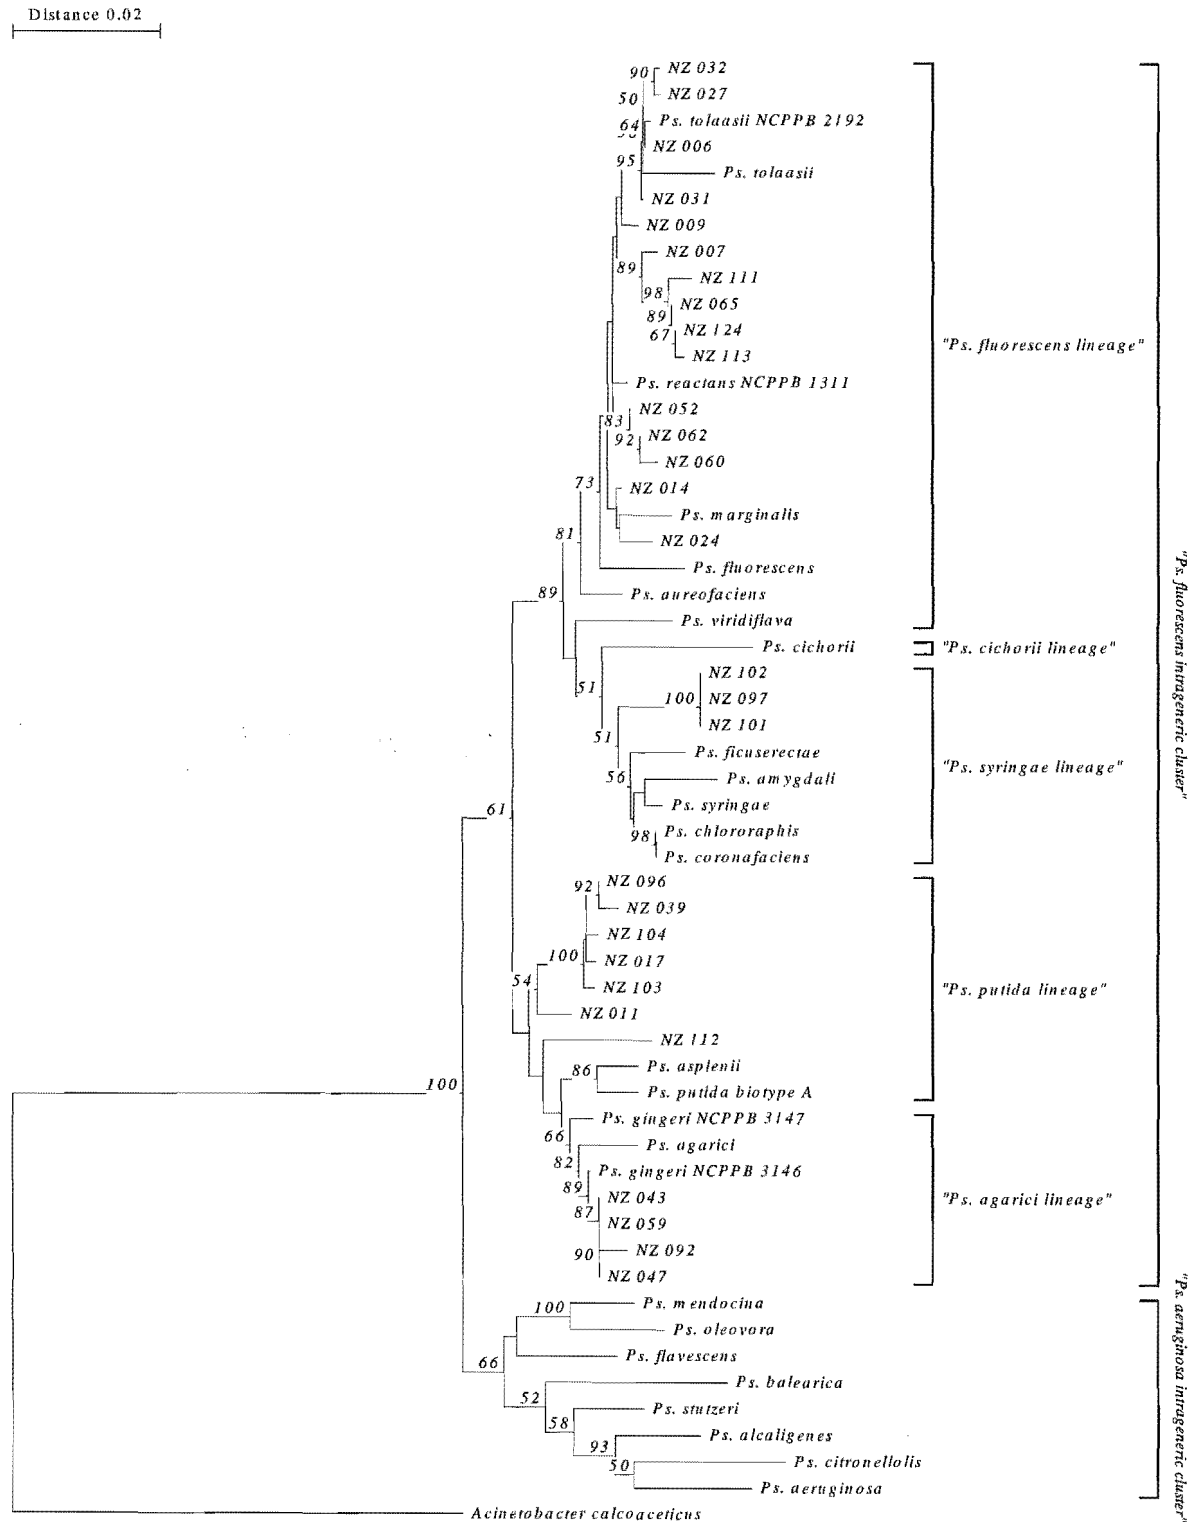 Distance 0.02
90
NZ 032
NZ 027
50
Ps. tolaasii NCPPB 2192
64
NZ 006
95
Ps. tolaasii
NZ 031
NZ 009
NZ 007
89
NZ 111
98
NZ 065
89
NZ 124
67
NZ 113
"Ps. fluorescens lineage"
Ps. reactans NCPPB 1311
NZ 052
83
NZ 062
92
NZ 060
73
NZ 014
Ps. marginalis
81
NZ 024
Ps. fluorescens
89
Ps. aureofaciens
Ps. viridiflava
Ps. cichorii
"Ps. cichorii lineage"
51
NZ 102
100
NZ 097
NZ 101
51
Ps. ficuserectae
"Ps. syringae lineage"
56
Ps. amygdali
Ps. syringae
61
98
Ps. chlororaphis
Ps. coronafaciens
"Ps. fluorescens intrageneric cluster"
92
NZ 096
NZ 039
NZ 104
100
NZ 017
54
NZ 103
"Ps. putida lineage"
NZ 011
NZ 112
86
Ps. asplenii
100
Ps. putida biotype A
Ps. gingeri NCPPB 3147
66
Ps. agarici
82
Ps. gingeri NCPPB 3146
89
NZ 043
"Ps. agarici lineage"
87
NZ 059
90
NZ 092
NZ 047
100
Ps. mendocina
Ps. oleovora
66
Ps. flavescens
Ps. balearica
52
Ps. stutzeri
58
Ps. alcaligenes
93
Ps. citronellolis
50
Ps. aeruginosa
"Ps. aeruginosa intrageneric cluster"
Acinetobacter calcoaceticus